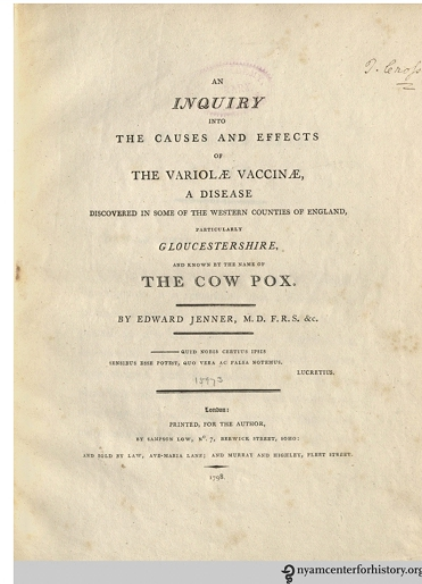 AN
INQUIRY
INTO
THE CAUSES AND EFFECTS
OF
THE VARIOLÆ VACCINÆ,
A DISEASE
DISCOVERED IN SOME OF THE WESTERN COUNTIES OF ENGLAND,
PARTICULARLY
GLOUCESTERSHIRE,
AND KNOWN BY THE NAME OF
THE COW POX.
BY EDWARD JENNER, M.D. F.R.S. &c.
QUID NOBIS CERTIUS IPSIS
SENSIBUS ESSE POTEST, QUO VERA AC FALSA NOTEMUS.
LUCRETIUS.
London:
PRINTED, FOR THE AUTHOR,
BY SAMPSON LOW, No. 7, BERWICK STREET, SOHO:
AND SOLD BY LAW, AVE-MARIA LANE; AND MURRAY AND HIGHLEY, FLEET STREET.
1798.
nyamcenterforhistory.org